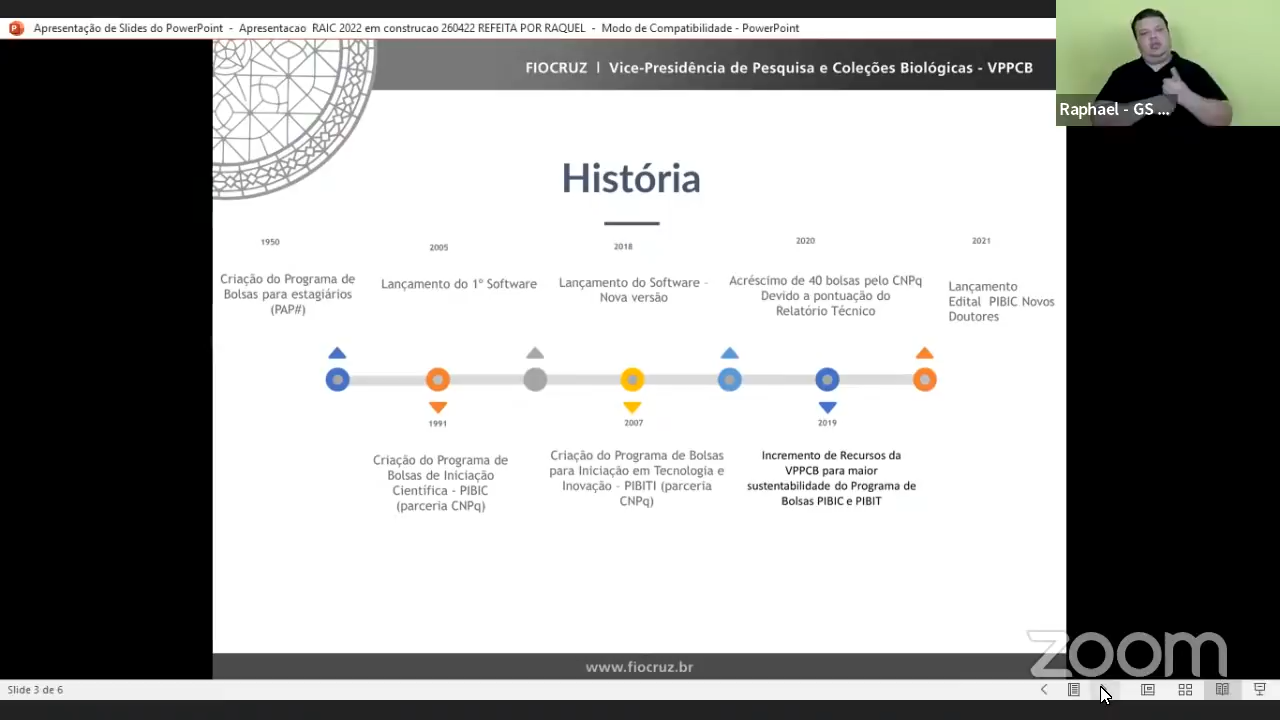 Apresentação de Slides do PowerPoint - Apresentacao RAIC 2022 em construcao 260422 REFEITA POR RAQUEL - Modo de Compatibilidade - PowerPoint
FIOCRUZ | Vice-Presidência de Pesquisa e Coleções Biológicas - VPPCB
Raphael - GS ...
História
1950
Criação do Programa de
Bolsas para estagiários
(PAP#)
2005
Lançamento do 1º Software
2018
Lançamento do Software -
Nova versão
2020
Acréscimo de 40 bolsas pelo CNPq
Devido a pontuação do
Relatório Técnico
2021
Lançamento
Edital PIBIC Novos
Doutores
1991
Criação do Programa de
Bolsas de Iniciação
Científica - PIBIC
(parceria CNPq)
2007
Criação do Programa de Bolsas
para Iniciação em Tecnologia e
Inovação - PIBITI (parceria
CNPq)
2019
Incremento de Recursos da
VPPCB para maior
sustentabilidade do Programa de
Bolsas PIBIC e PIBIT
www.fiocruz.br
zoom
Slide 3 de 6